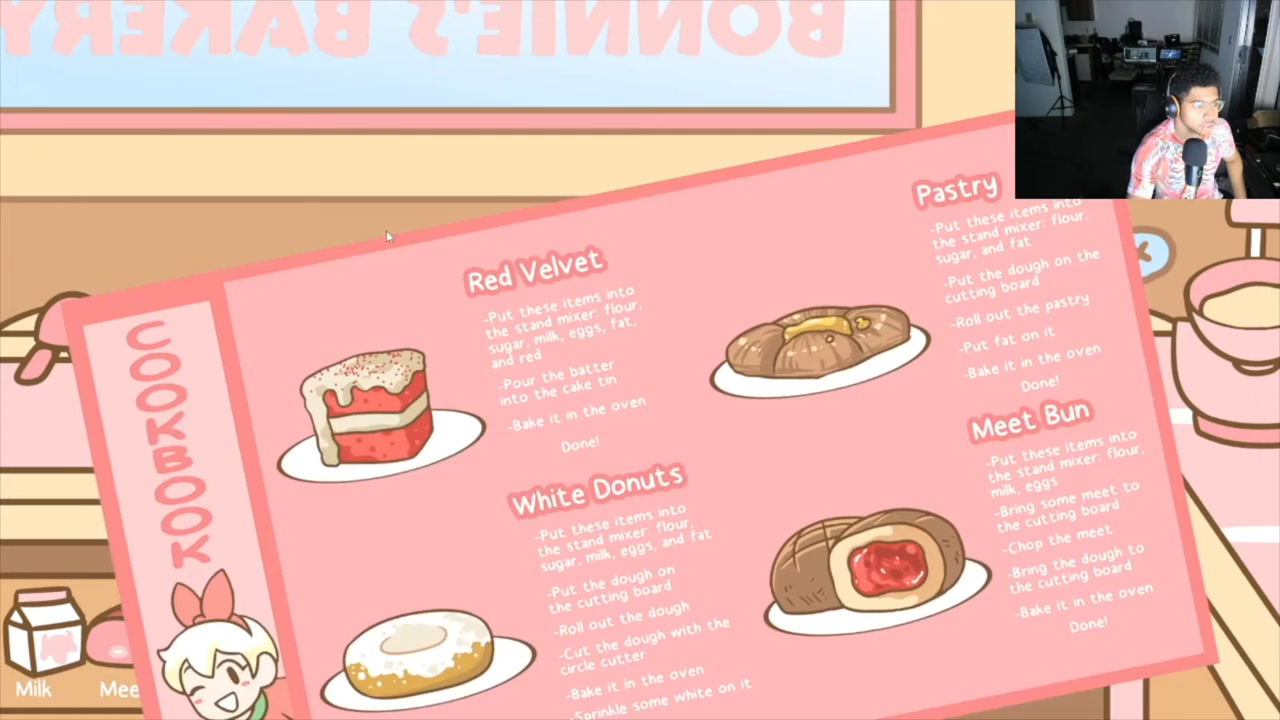 BONNIE'S BAKERY
COOKBOOK
Red Velvet
-Put these items into
the stand mixer: flour,
sugar, milk, eggs, fat,
and red
-Pour the batter
into the cake tin
-Bake it in the oven
Done!
White Donuts
-Put these items into
the stand mixer: flour,
sugar, milk, eggs, and fat
-Put the dough on
the cutting board
-Roll out the dough
-Cut the dough with the
circle cutter
-Bake it in the oven
-Sprinkle some white on it
Pastry
-Put these items into
the stand mixer: flour,
sugar, and fat
-Put the dough on the
cutting board
-Roll out the pastry
-Put fat on it
-Bake it in the oven
Done!
Meet Bun
-Put these items into
the stand mixer: flour,
milk, eggs
-Bring some meet to
the cutting board
-Chop the meet
-Bring the dough to
the cutting board
-Bake it in the oven
Done!
Milk
Mee